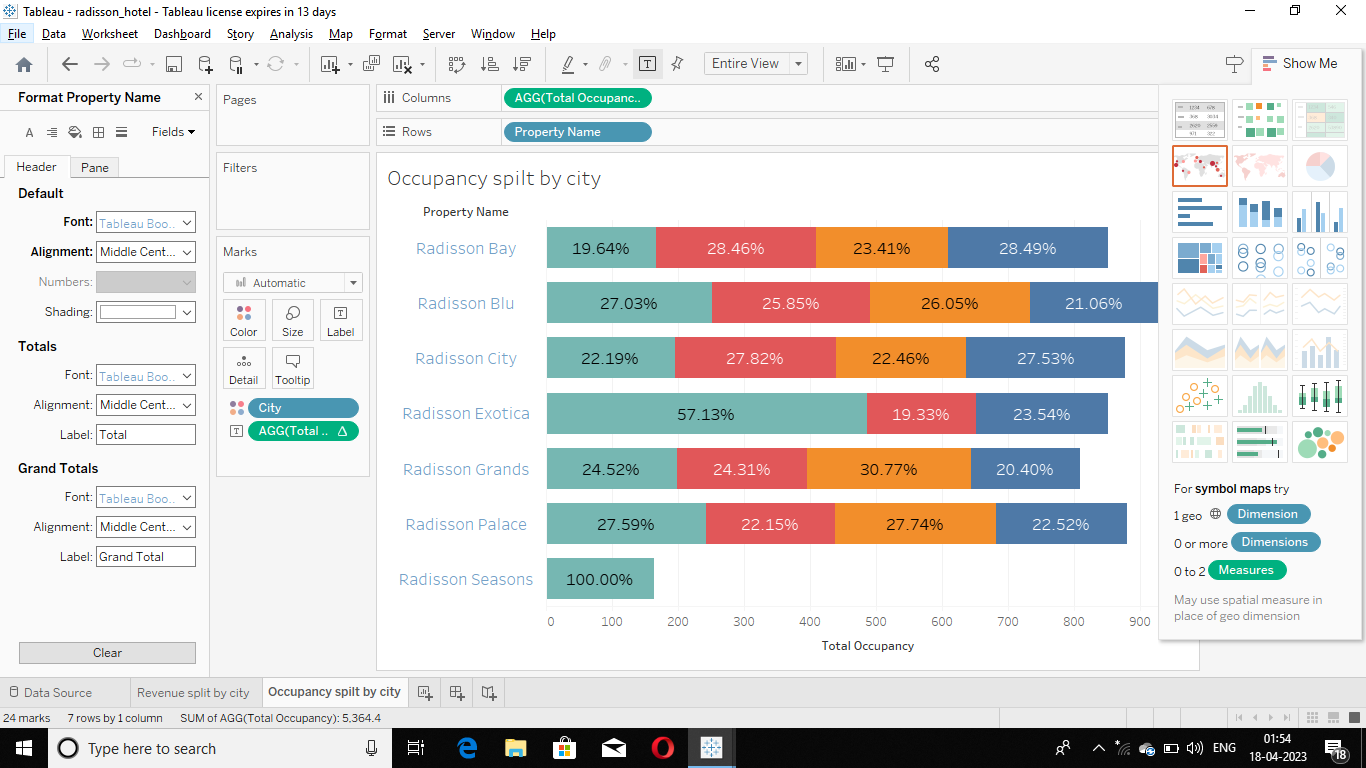 Tableau - radisson_hotel - Tableau license expires in 13 days
File Data Worksheet Dashboard Story Analysis Map Format Server Window Help
Entire View
Show Me
Format Property Name
Fields
Header Pane
Default
Font: Tableau Boo..
Alignment: Middle Cent...
Numbers:
Shading:
Totals
Font: Tableau Boo..
Alignment: Middle Cent...
Label: Total
Grand Totals
Font: Tableau Boo..
Alignment: Middle Cent...
Label: Grand Total
Clear
Pages
Filters
Marks
Automatic
Color Size Label
Detail Tooltip
City
AGG(Total ..
Columns AGG(Total Occupanc..
Rows Property Name
Occupancy spilt by city
Property Name
Radisson Bay 19.64% 28.46% 23.41% 28.49%
Radisson Blu 27.03% 25.85% 26.05% 21.06%
Radisson City 22.19% 27.82% 22.46% 27.53%
Radisson Exotica 57.13% 19.33% 23.54%
Radisson Grands 24.52% 24.31% 30.77% 20.40%
Radisson Palace 27.59% 22.15% 27.74% 22.52%
Radisson Seasons 100.00%
0 100 200 300 400 500 600 700 800 900
Total Occupancy
For symbol maps try
1 geo Dimension
0 or more Dimensions
0 to 2 Measures
May use spatial measure in
place of geo dimension
Data Source Revenue split by city Occupancy spilt by city
24 marks 7 rows by 1 column SUM of AGG(Total Occupancy): 5,364.4
Type here to search
ENG
01:54
18-04-2023
18